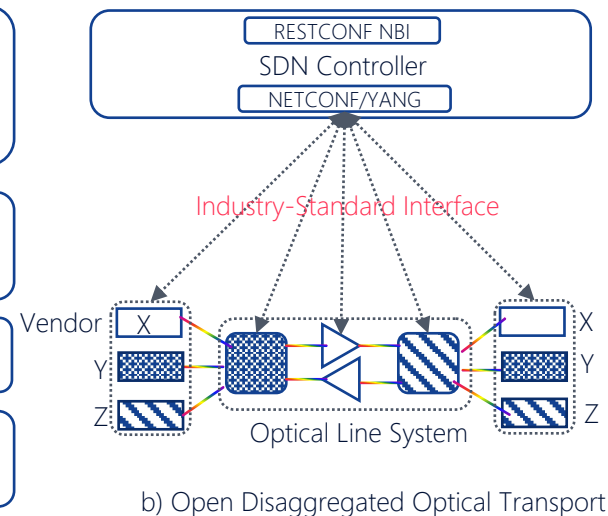 RESTCONF NBI
SDN Controller
NETCONF/YANG
Industry-Standard Interface
Vendor X X
Y Y
Z Z
Optical Line System
b) Open Disaggregated Optical Transport